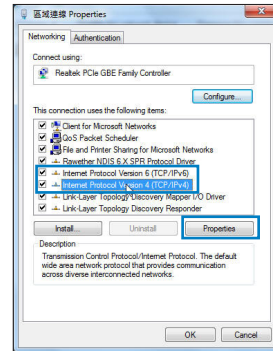 區域連線 Properties
Networking Authentication
Connect using:
Realtek PCIe GBE Family Controller
Configure...
This connection uses the following items:
Client for Microsoft Networks
QoS Packet Scheduler
File and Printer Sharing for Microsoft Networks
Rawether NDIS 6.X SPR Protocol Driver
Internet Protocol Version 6 (TCP/IPv6)
Internet Protocol Version 4 (TCP/IPv4)
Link-Layer Topology Discovery Mapper I/O Driver
Link-Layer Topology Discovery Responder
Install... Uninstall Properties
Description
Transmission Control Protocol/Internet Protocol. The default
wide area network protocol that provides communication
across diverse interconnected networks.
OK Cancel